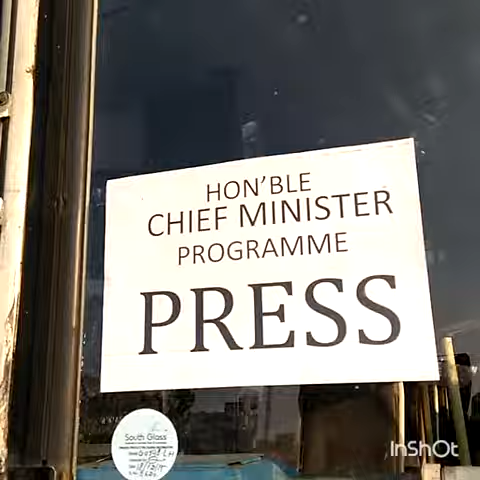 HON'BLE
CHIEF MINISTER
PROGRAMME
PRESS
South Glass
InShOt